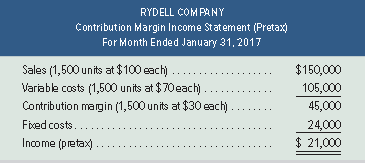 RYDELL COMPANY
Contribution Margin Income Statement (Pretax)
For Month Ended January 31, 2017
Sales (1,500 units at $100 each) . . . . . . . . . . . . . . . . . . . $150,000
Variable costs (1,500 units at $70 each) . . . . . . . . . . . . . 105,000
Contribution margin (1,500 units at $30 each) . . . . . . . . 45,000
Fixed costs . . . . . . . . . . . . . . . . . . . . . . . . . . . . . . . . . . . 24,000
Income (pretax) . . . . . . . . . . . . . . . . . . . . . . . . . . . . . . . . $ 21,000